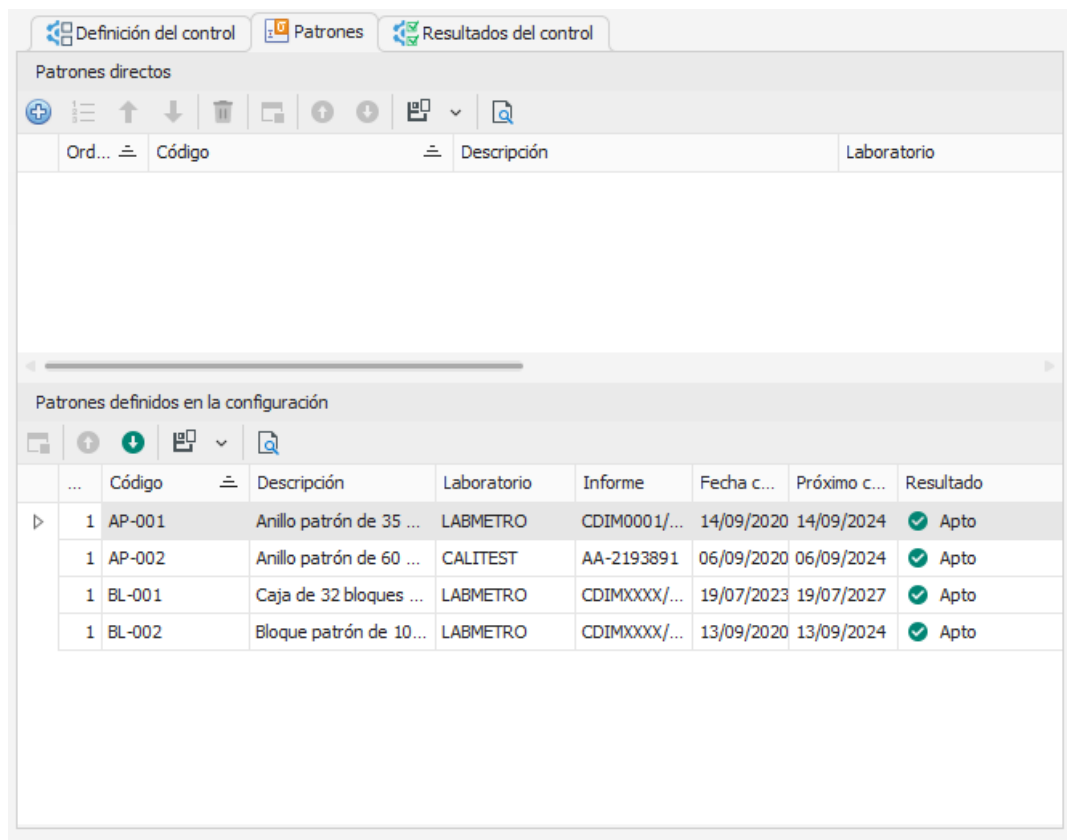 Definición del control Patrones Resultados del control
Patrones directos
Ord... Código Descripción Laboratorio
Patrones definidos en la configuración
... Código Descripción Laboratorio Informe Fecha c... Próximo c... Resultado
1 AP-001 Anillo patrón de 35 ... LABMETRO CDIM0001/... 14/09/2020 14/09/2024 Apto
1 AP-002 Anillo patrón de 60 ... CALITEST AA-2193891 06/09/2020 06/09/2024 Apto
1 BL-001 Caja de 32 bloques ... LABMETRO CDIMXXXX/... 19/07/2023 19/07/2027 Apto
1 BL-002 Bloque patrón de 10... LABMETRO CDIMXXXX/... 13/09/2020 13/09/2024 Apto